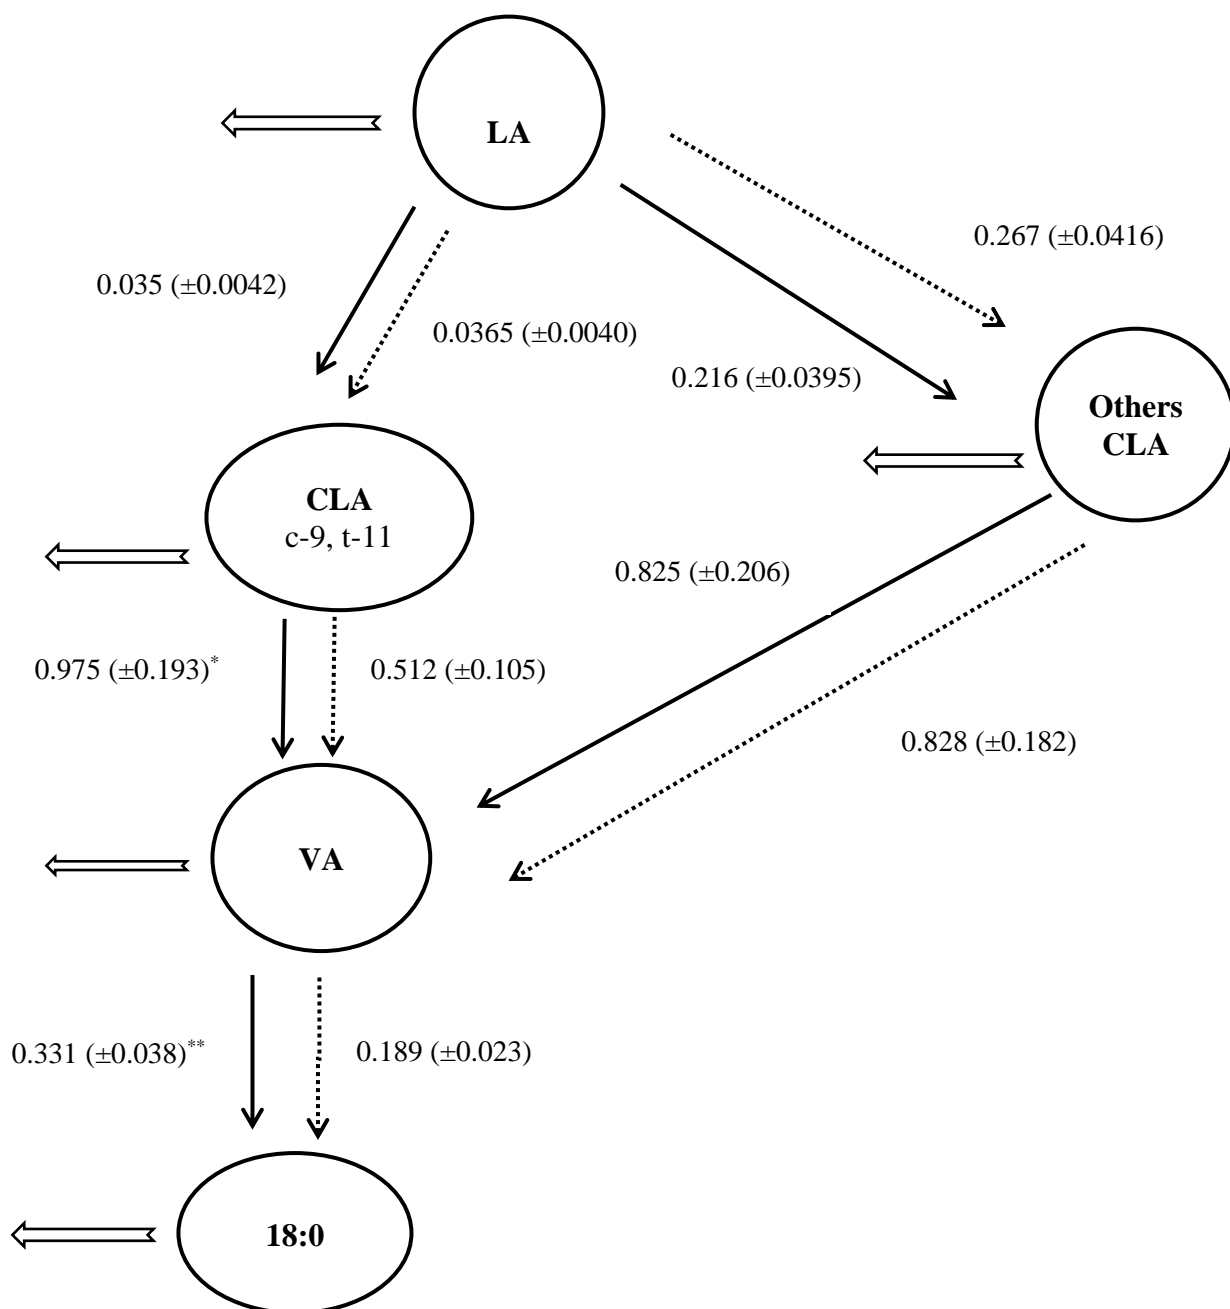 LA
0.267 (±0.0416)
0.035 (±0.0042)
0.0365 (±0.0040)
0.216 (±0.0395)
Others
CLA
CLA
c-9, t-11
0.825 (±0.206)
0.975 (±0.193)*
0.512 (±0.105)
0.828 (±0.182)
VA
0.331 (±0.038)**
0.189 (±0.023)
18:0